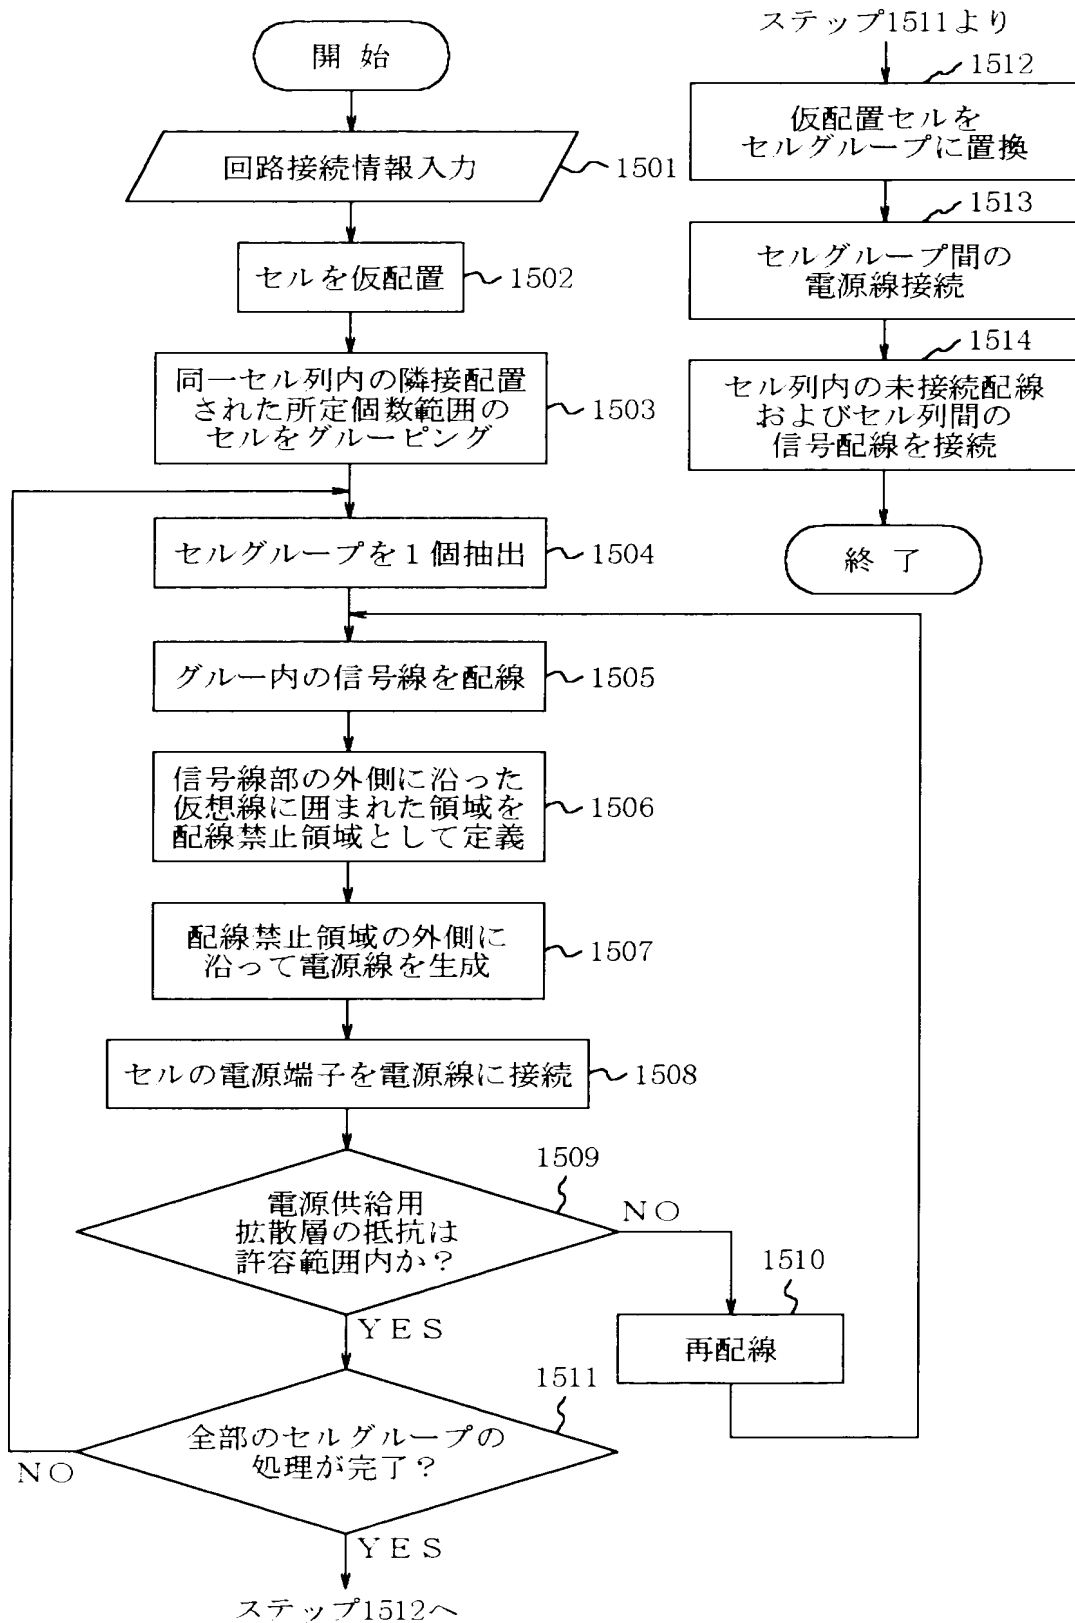 開始
回路接続情報入力
1501
セルを仮配置
1502
同一セル列内の隣接配置
された所定個数範囲の
セルをグルーピング
1503
セルグループを1個抽出
1504
グルー内の信号線を配線
1505
信号線部の外側に沿った
仮想線に囲まれた領域を
配線禁止領域として定義
1506
配線禁止領域の外側に
沿って電源線を生成
1507
セルの電源端子を電源線に接続
1508
1509
電源供給用
拡散層の抵抗は
許容範囲内か?
NO
YES
1510
再配線
1511
全部のセルグループの
処理が完了?
NO
YES
ステップ1512へ
ステップ1511より
1512
仮配置セルを
セルグループに置換
1513
セルグループ間の
電源線接続
1514
セル列内の未接続配線
およびセル列間の
信号配線を接続
終了